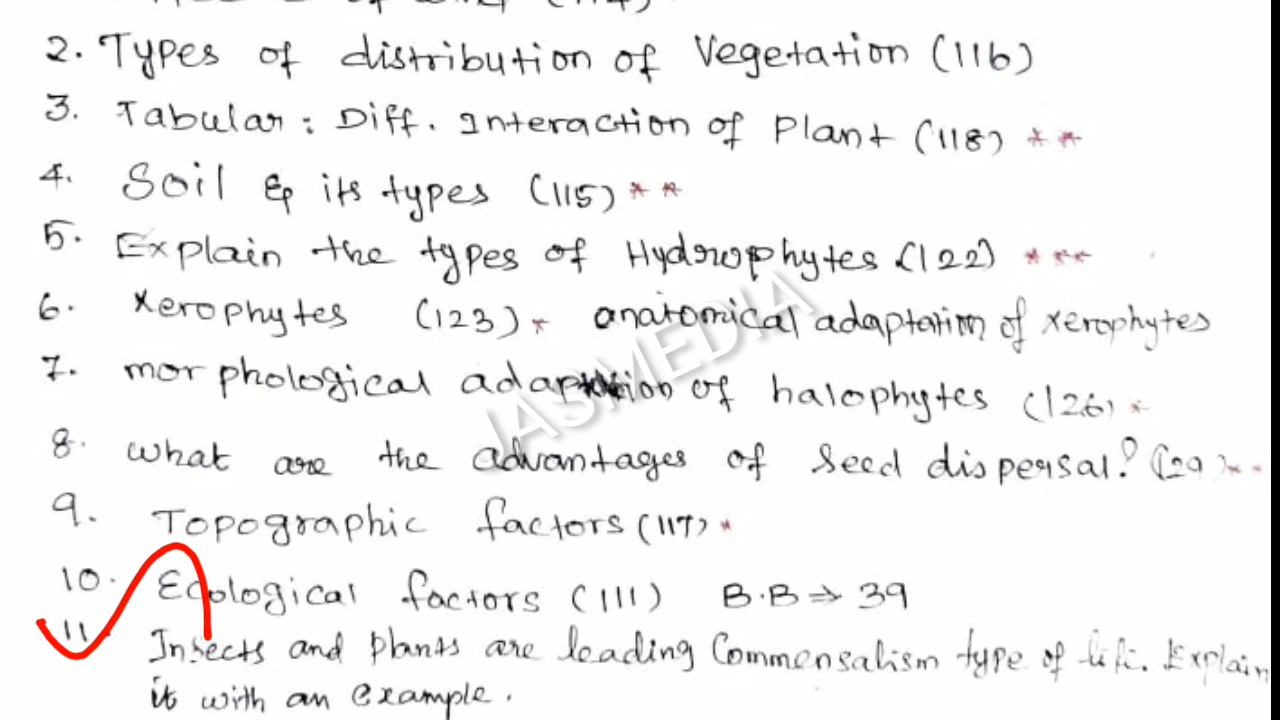 2. Types of distribution of Vegetation (116)
3. Tabular : Diff. Interaction of Plant (118) **
4. Soil & its types (115) **
5. Explain the types of Hydrophytes (122) ***
6. Xerophytes (123) * anatomical adaptation of xerophytes
7. morphological adaptation of halophytes (126) *
8. what are the advantages of seed dispersal? (29) **
9. Topographic factors (117) *
10. Ecological factors (111) B.B ⇒ 39
11. Insects and plants are leading Commensalism type of life. Explain
it with an example.
IASMEDIA